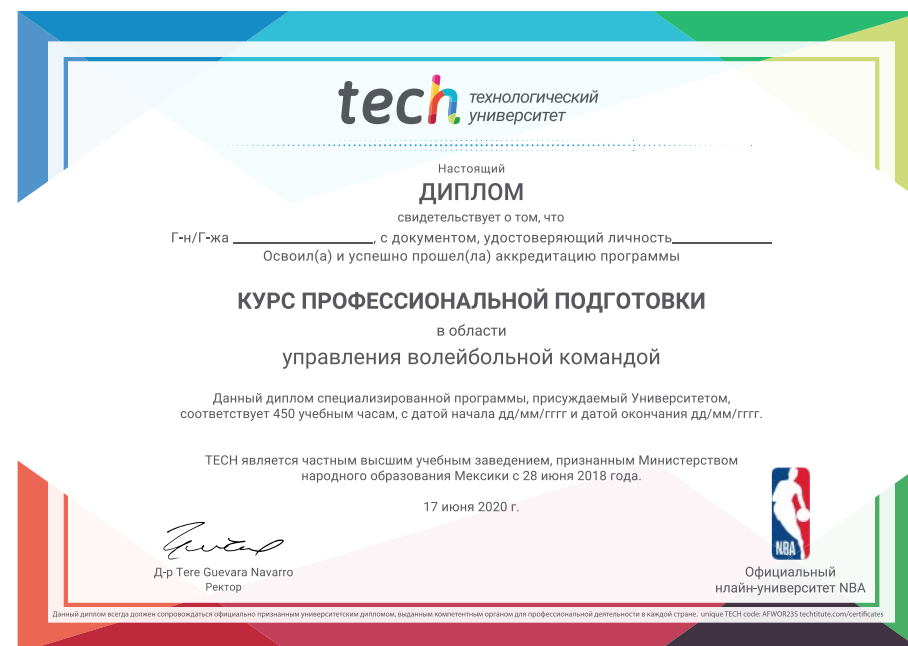 tech технологический
университет
Настоящий
ДИПЛОМ
свидетельствует о том, что
Г-н/Г-жа ____________________, с документом, удостоверяющий личность______________
Освоил(а) и успешно прошел(ла) аккредитацию программы
КУРС ПРОФЕССИОНАЛЬНОЙ ПОДГОТОВКИ
в области
управления волейбольной командой
Данный диплом специализированной программы, присуждаемый Университетом,
соответствует 450 учебным часам, с датой начала дд/мм/гггг и датой окончания дд/мм/гггг.
TECH является частным высшим учебным заведением, признанным Министерством
народного образования Мексики с 28 июня 2018 года.
17 июня 2020 г.
NBA
Д-р Tere Guevara Navarro
Ректор
Официальный
нлайн-университет NBA
Данный диплом всегда должен сопровождаться официально признанным университетским дипломом, выданным компетентным органом для профессиональной деятельности в каждой стране. unique TECH code: AFWOR23S techtitute.com/certificates